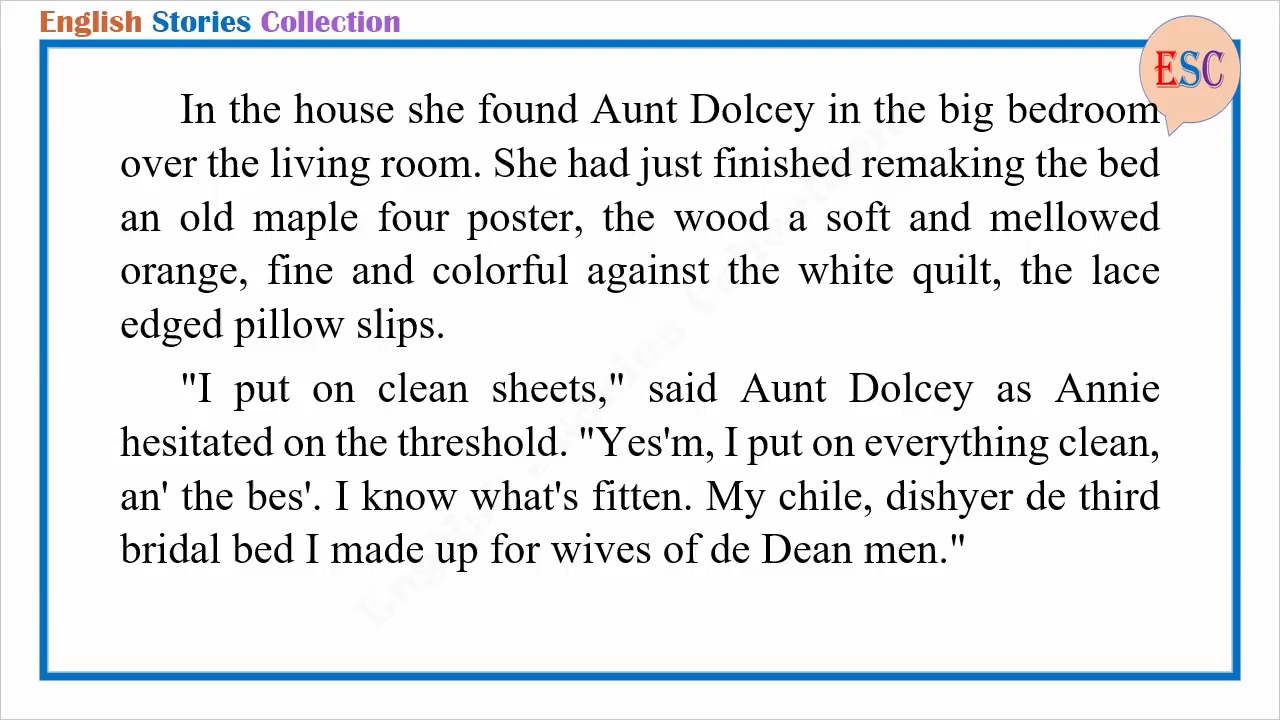 English Stories Collection
ESC
In the house she found Aunt Dolcey in the big bedroom
over the living room. She had just finished remaking the bed
an old maple four poster, the wood a soft and mellowed
orange, fine and colorful against the white quilt, the lace
edged pillow slips.
"I put on clean sheets," said Aunt Dolcey as Annie
hesitated on the threshold. "Yes'm, I put on everything clean,
an' the bes'. I know what's fitten. My chile, dishyer de third
bridal bed I made up for wives of de Dean men."